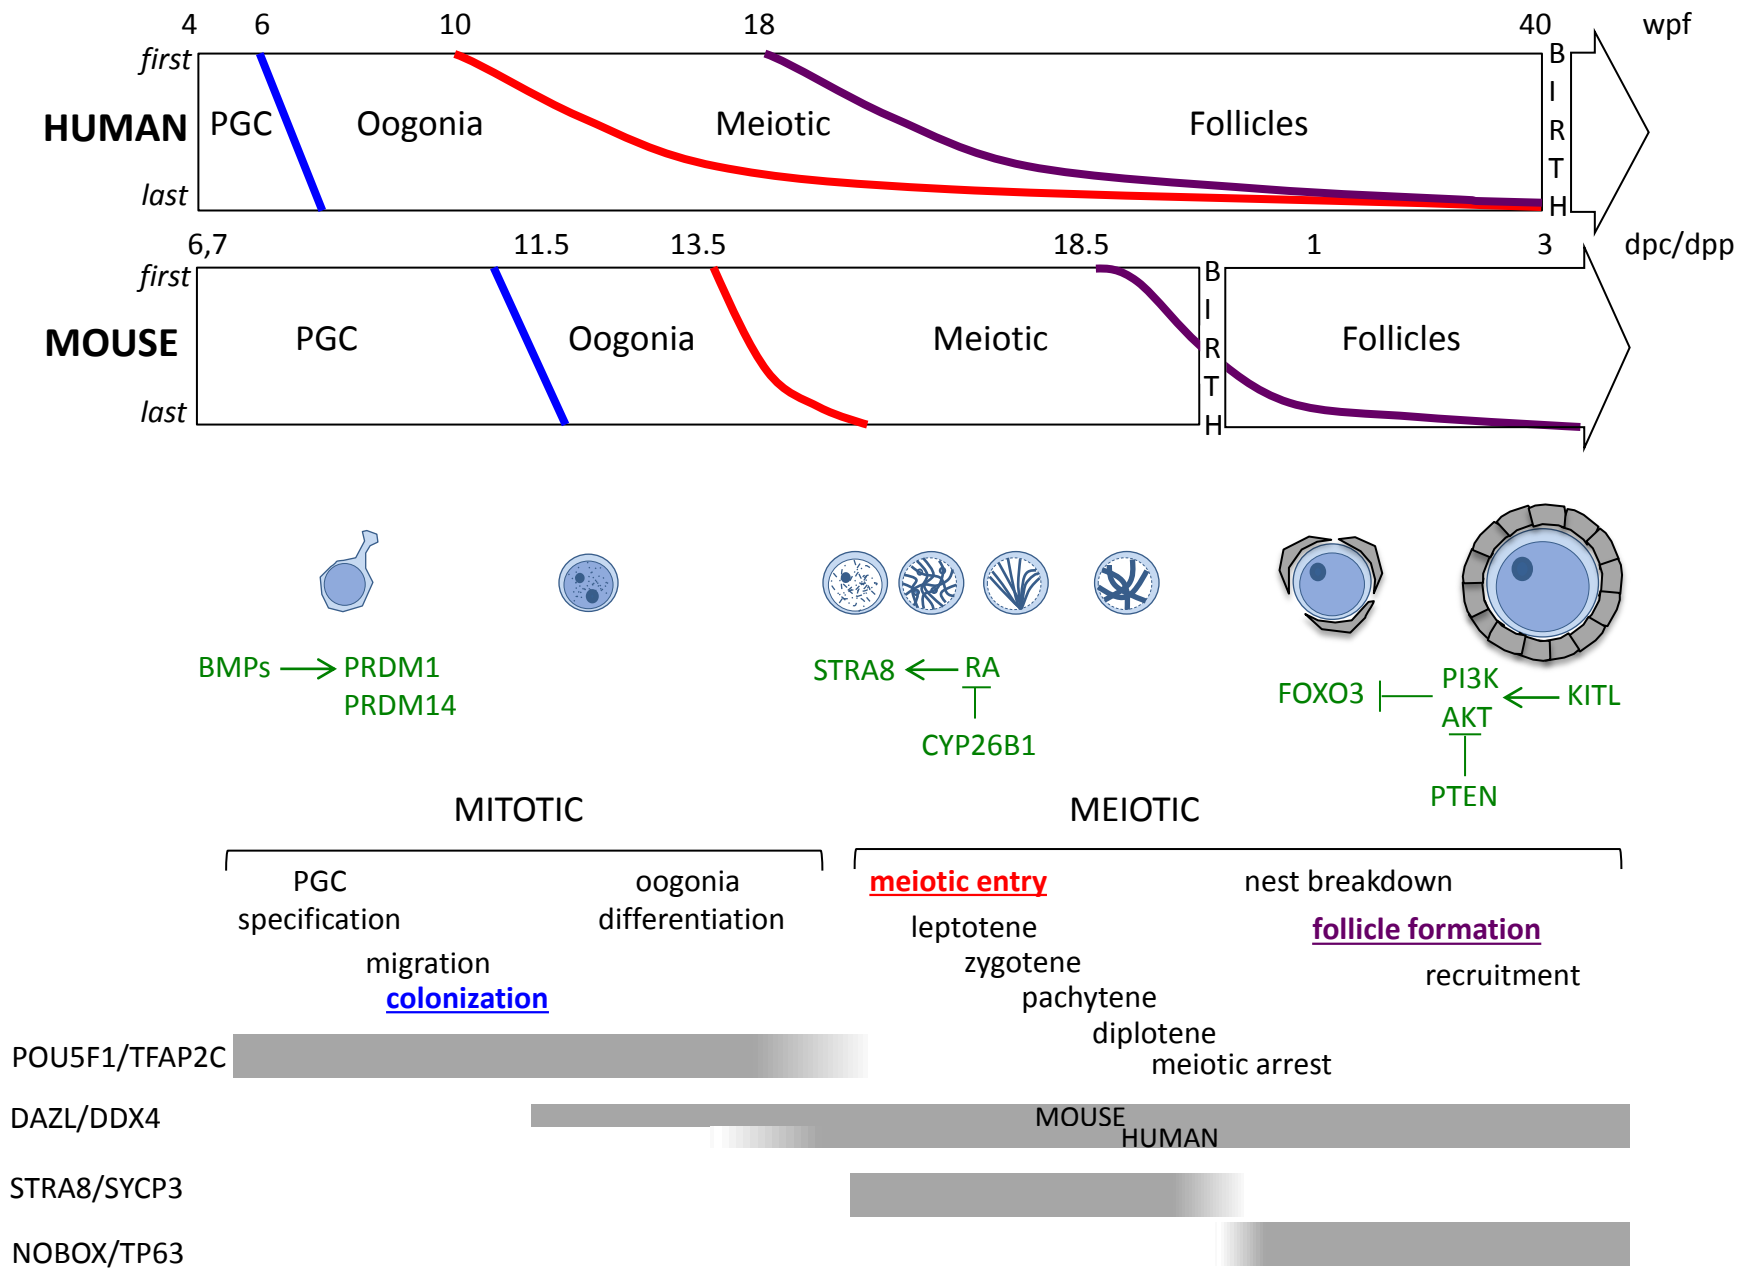 4 6 10 18 40 wpf
first
HUMAN PGC Oogonia Meiotic Follicles
last
BIRTH
6,7 11.5 13.5 18.5 1 3 dpc/dpp
first
MOUSE PGC Oogonia Meiotic Follicles
last
BIRTH
BMPs PRDM1
PRDM14
STRA8 RA
CYP26B1
FOXO3 PI3K KITL
AKT
PTEN
MITOTIC MEIOTIC
PGC
specification
migration
colonization
oogonia
differentiation
meiotic entry
leptotene
zygotene
pachytene
diplotene
meiotic arrest
nest breakdown
follicle formation
recruitment
POU5F1/TFAP2C
DAZL/DDX4 MOUSE
HUMAN
STRA8/SYCP3
NOBOX/TP63